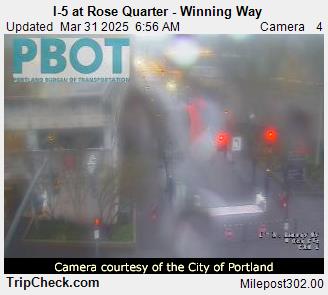 I-5 at Rose Quarter - Winning Way
Updated Mar 31 2025 6:56 AM Camera 4
PBOT
PORTLAND BUREAU OF TRANSPORTATION
Camera courtesy of the City of Portland
TripCheck.com Milepost302.00